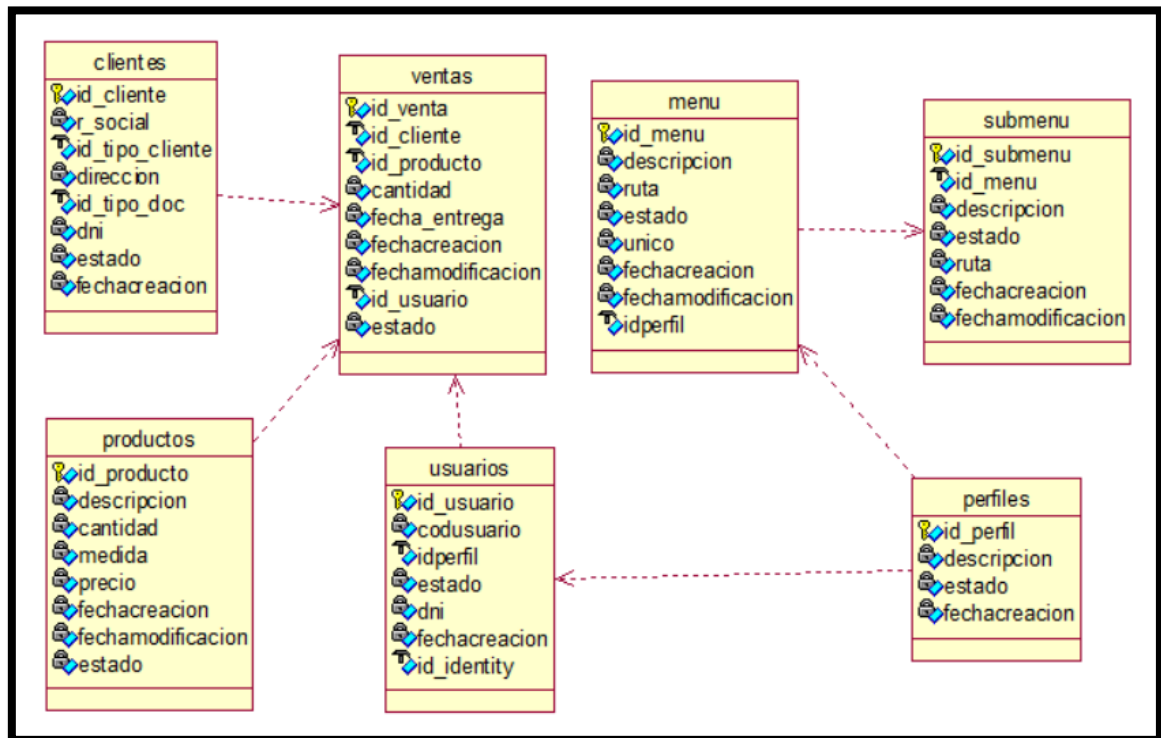 clientes
id_cliente
r_social
id_tipo_cliente
direccion
id_tipo_doc
dni
estado
fechacreacion
ventas
id_venta
id_cliente
id_producto
cantidad
fecha_entrega
fechacreacion
fechamodificacion
id_usuario
estado
menu
id_menu
descripcion
ruta
estado
unico
fechacreacion
fechamodificacion
idperfil
submenu
id_submenu
id_menu
descripcion
estado
ruta
fechacreacion
fechamodificacion
productos
id_producto
descripcion
cantidad
medida
precio
fechacreacion
fechamodificacion
estado
usuarios
id_usuario
codusuario
idperfil
estado
dni
fechacreacion
id_identity
perfiles
id_perfil
descripcion
estado
fechacreacion